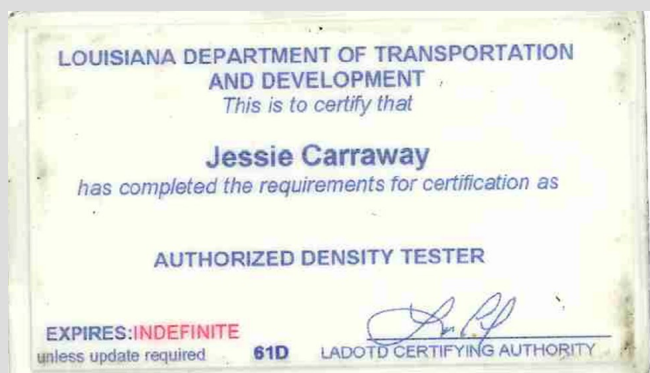 LOUISIANA DEPARTMENT OF TRANSPORTATION
AND DEVELOPMENT
This is to certify that
Jessie Carraway
has completed the requirements for certification as
AUTHORIZED DENSITY TESTER
EXPIRES:INDEFINITE
unless update required 61D LADOTD CERTIFYING AUTHORITY